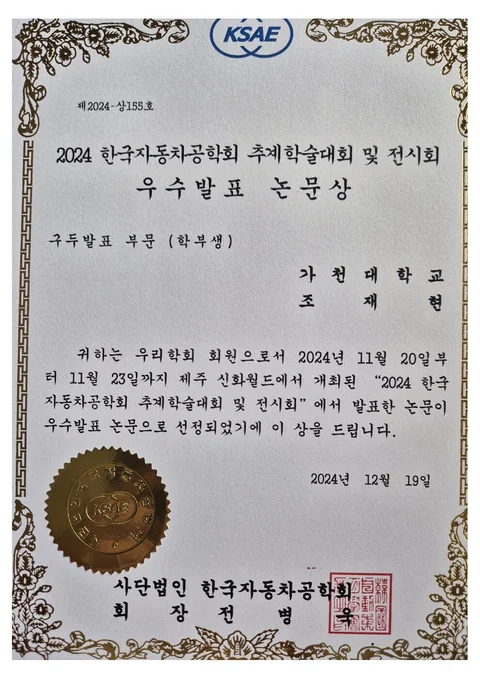 KSAE
제2024-상155호
2024 한국자동차공학회 추계학술대회 및 전시회
우수발표 논문상
구두발표 부문 (학부생)
가천대학교
조재현
귀하는 우리학회 회원으로서 2024년 11월 20일부
터 11월 23일까지 제주 신화월드에서 개최된 “2024 한국
자동차공학회 추계학술대회 및 전시회”에서 발표한 논문이
우수발표 논문으로 선정되었기에 이 상을 드립니다.
2024년 12월 19일
KSAE
사단법인 한국자동차공학회
회장 전병욱